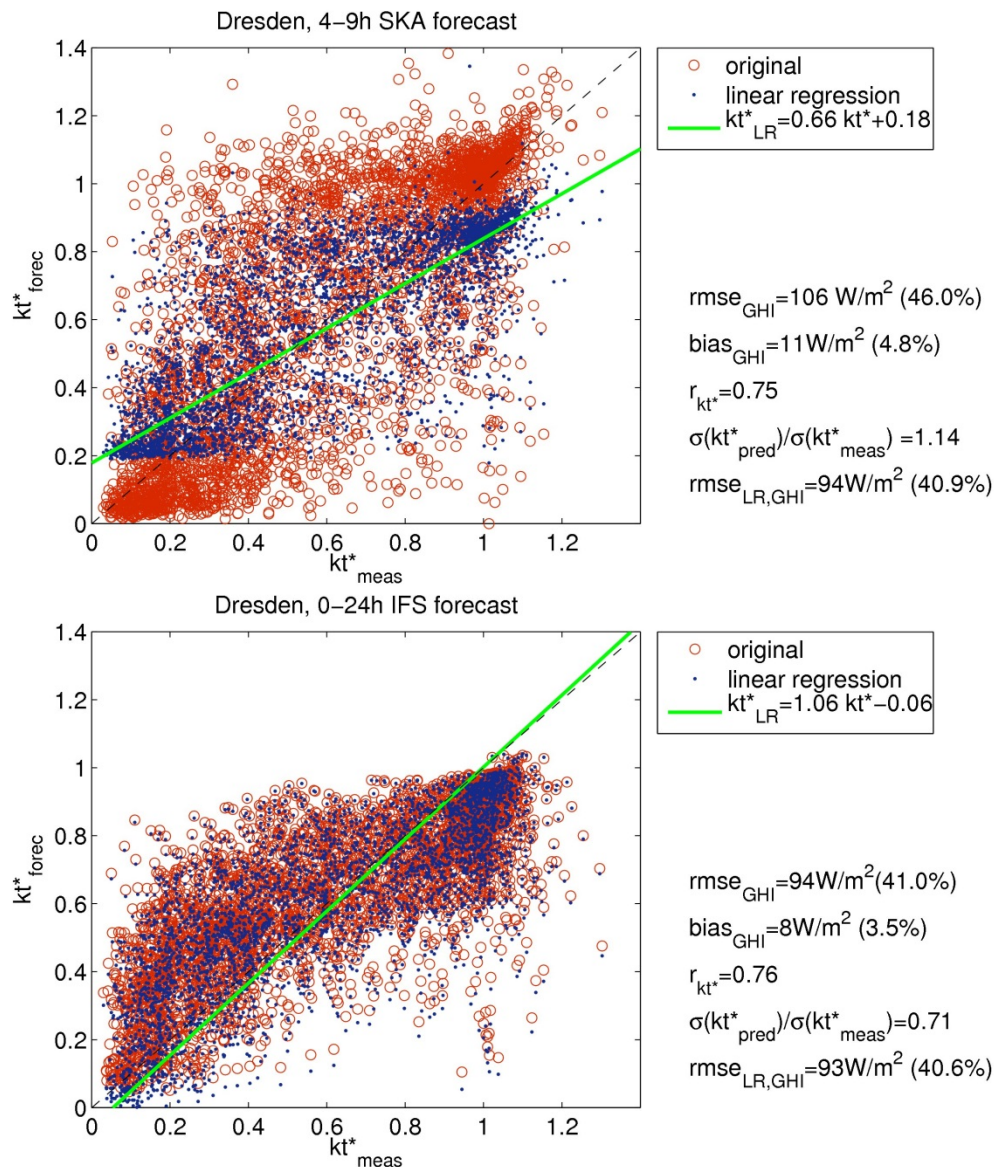 Dresden, 4−9h SKA forecast
original
linear regression
kt*LR=0.66 kt*+0.18
1.4
1.2
1
0.8
0.6
0.4
0.2
0
kt*forec
0 0.2 0.4 0.6 0.8 1 1.2
kt*meas
rmseGHI=106 W/m2 (46.0%)
biasGHI=11W/m2 (4.8%)
rkt*=0.75
σ(kt*pred)/σ(kt*meas) =1.14
rmseLR,GHI=94W/m2 (40.9%)
Dresden, 0−24h IFS forecast
original
linear regression
kt*LR=1.06 kt*−0.06
1.4
1.2
1
0.8
0.6
0.4
0.2
0
kt*forec
0 0.2 0.4 0.6 0.8 1 1.2
kt*meas
rmseGHI=94W/m2(41.0%)
biasGHI=8W/m2 (3.5%)
rkt*=0.76
σ(kt*pred)/σ(kt*meas)=0.71
rmseLR,GHI=93W/m2 (40.6%)